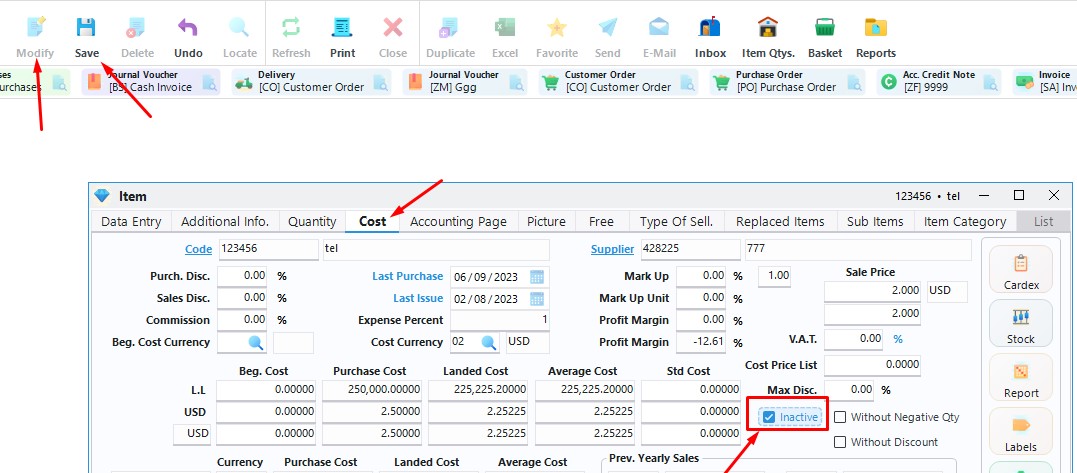 Modify Save Delete Undo Locate Refresh Print Close Duplicate Excel Favorite Send E-Mail Inbox Item Qtys. Basket Reports
ses Journal Voucher Delivery Journal Voucher Customer Order Purchase Order Acc. Credit Note Invoice
urchases [BS] Cash Invoice [CO] Customer Order [ZM] Ggg [CO] Customer Order [PO] Purchase Order [ZF] 9999 [SA] Inv
Item 123456 • tel
Data Entry Additional Info. Quantity Cost Accounting Page Picture Free Type Of Sell. Replaced Items Sub Items Item Category List
Code 123456 tel Supplier 428225 777
Purch. Disc. 0.00 % Last Purchase 06/09/2023 Mark Up 0.00 % 1.00 Sale Price
Sales Disc. 0.00 % Last Issue 02/08/2023 Mark Up Unit 0.00 % 2.000 USD
Commission 0.00 % Expense Percent 1 Profit Margin 0.00 % 2.000
Beg. Cost Currency Cost Currency 02 USD Profit Margin -12.61 % V.A.T. 0.00 %
Cost Price List 0.0000
Beg. Cost Purchase Cost Landed Cost Average Cost Std Cost
L.L 0.00000 250,000.00000 225,225.20000 225,225.20000 0.00000 Max Disc. 0.00 %
USD 0.00000 2.50000 2.25225 2.25225 0.00000 Inactive Without Negative Qty
USD 0.00000 2.50000 2.25225 2.25225 0.00000 Without Discount
Currency Purchase Cost Landed Cost Average Cost Prev. Yearly Sales
Cardex
Stock
Report
Labels